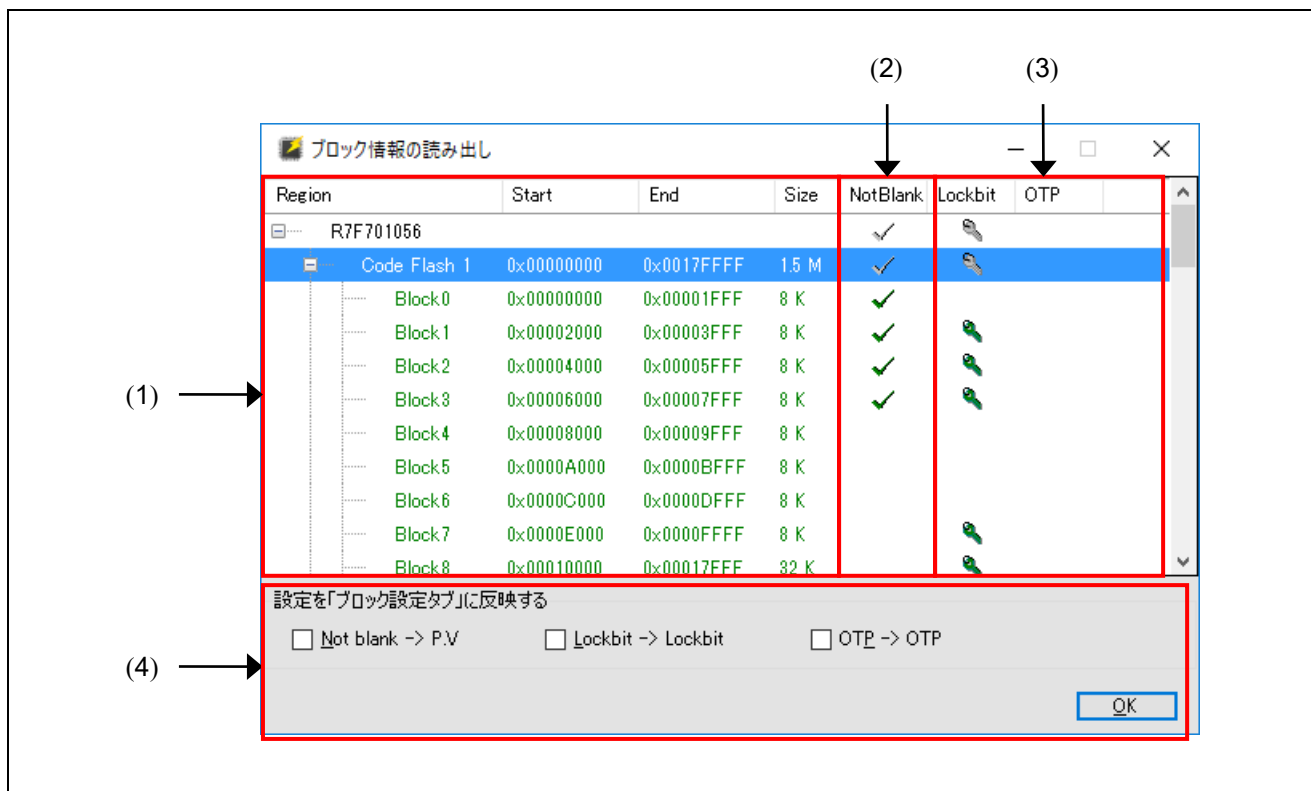 (2) (3)
ブロック情報の読み出し
Region Start End Size NotBlank Lockbit OTP
R7F701056
Code Flash 1 0x00000000 0x0017FFFF 1.5 M
Block0 0x00000000 0x00001FFF 8 K
Block1 0x00002000 0x00003FFF 8 K
Block2 0x00004000 0x00005FFF 8 K
(1) Block3 0x00006000 0x00007FFF 8 K
Block4 0x00008000 0x00009FFF 8 K
Block5 0x0000A000 0x0000BFFF 8 K
Block6 0x0000C000 0x0000DFFF 8 K
Block7 0x0000E000 0x0000FFFF 8 K
Block8 0x00010000 0x00017FFF 32 K
設定を「ブロック設定タブ」に反映する
Not blank -> P.V Lockbit -> Lockbit OTP -> OTP
(4)
OK